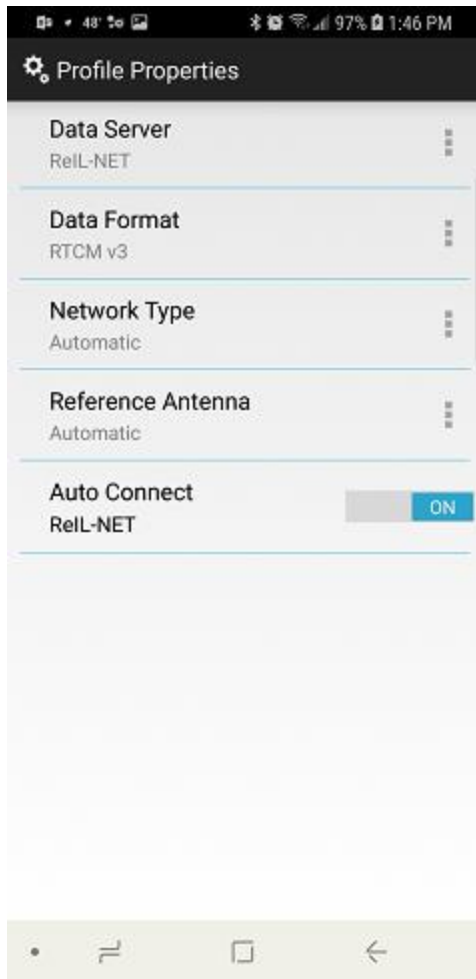 48° 97% 1:46 PM
Profile Properties
Data Server
ReIL-NET
Data Format
RTCM v3
Network Type
Automatic
Reference Antenna
Automatic
Auto Connect
ReIL-NET
ON